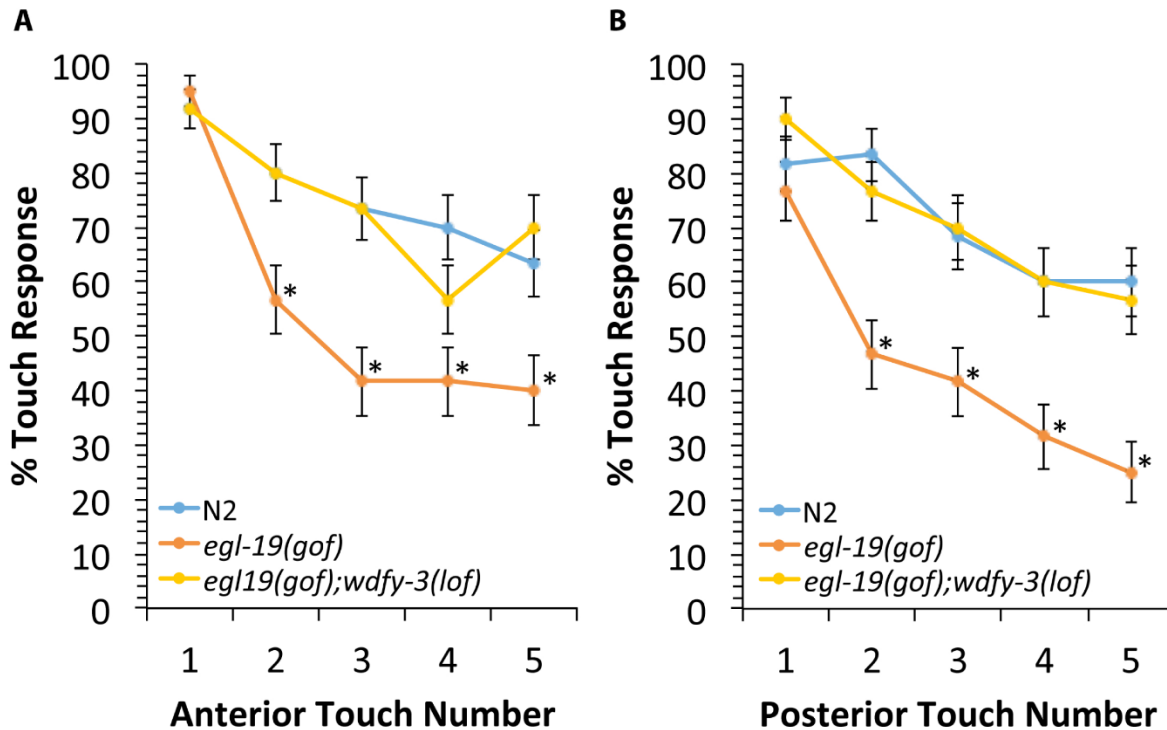 A
100
90
80
70
60
50
40
30
20
10
0
% Touch Response
*
*
*
*
N2
egl-19(gof)
egl19(gof);wdfy-3(lof)
1 2 3 4 5
Anterior Touch Number
B
100
90
80
70
60
50
40
30
20
10
0
% Touch Response
*
*
*
*
N2
egl-19(gof)
egl-19(gof);wdfy-3(lof)
1 2 3 4 5
Posterior Touch Number